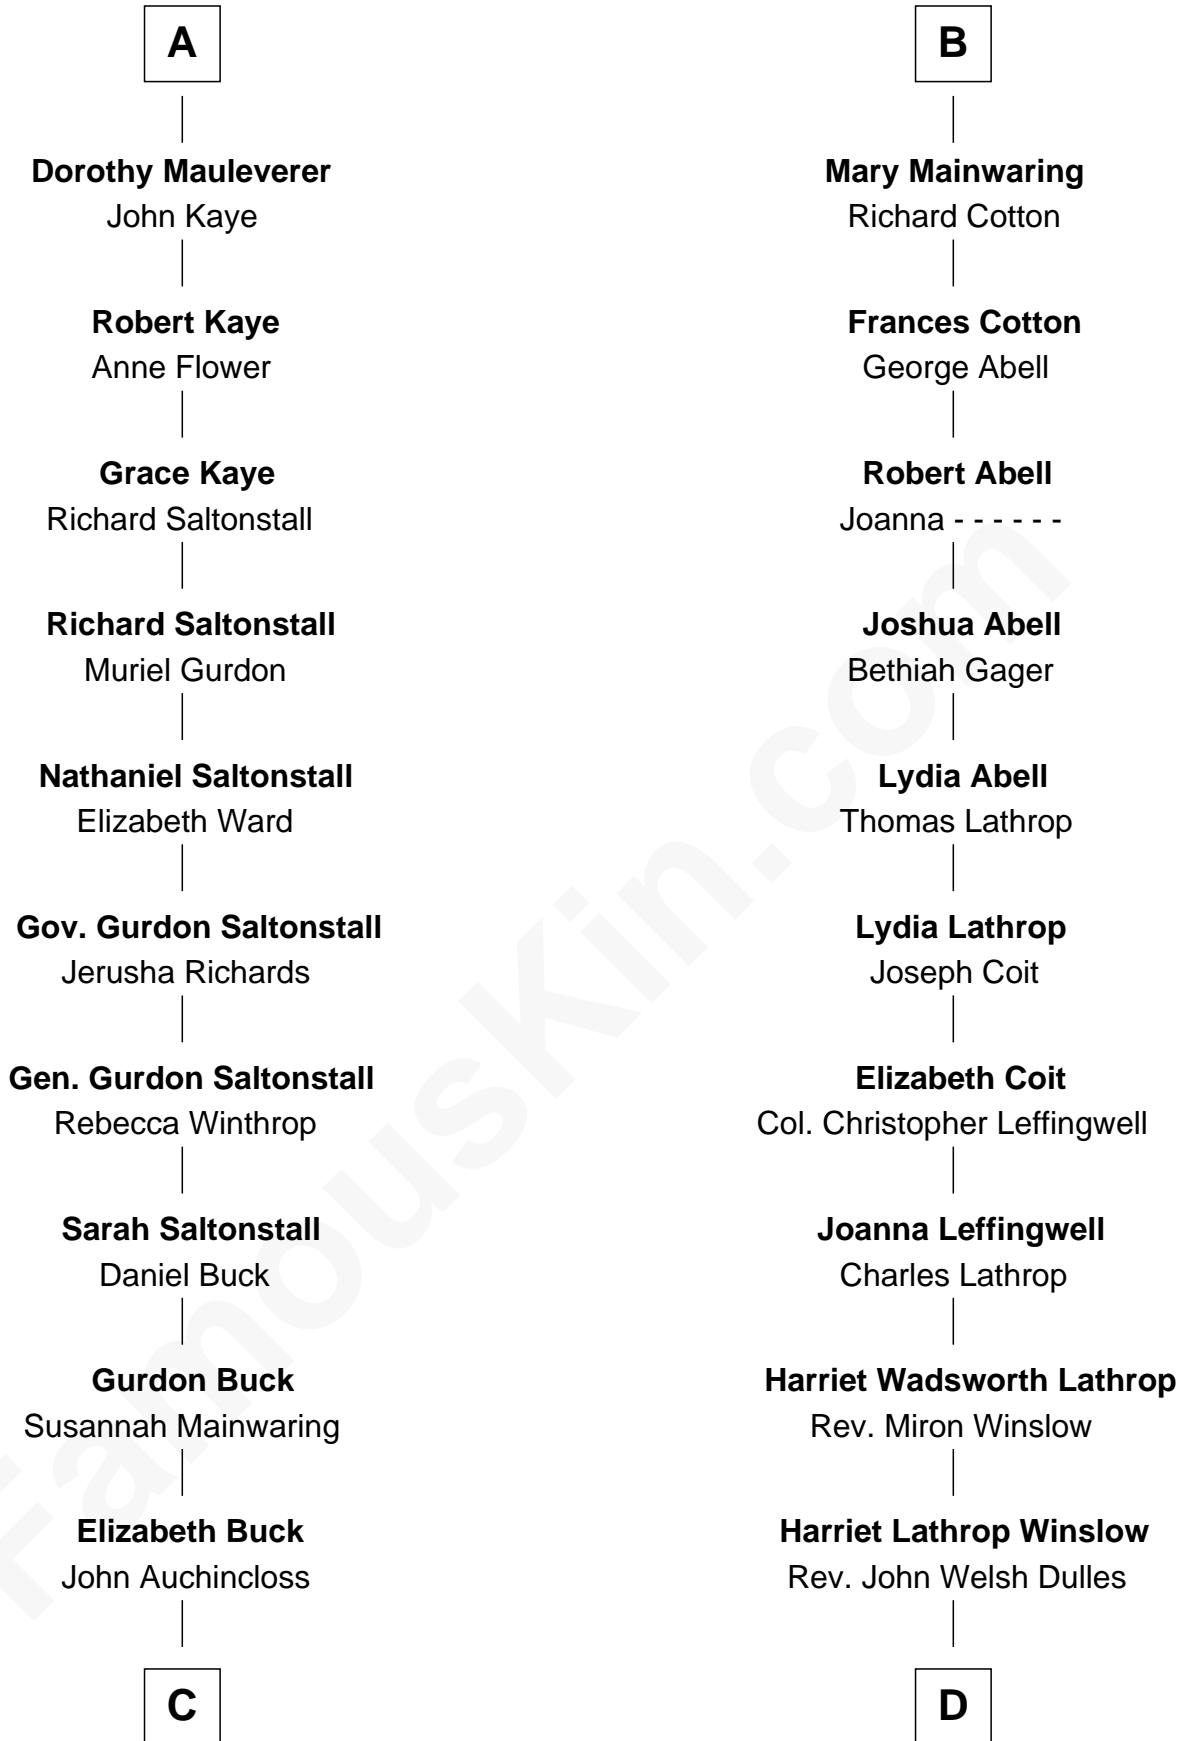 A
Dorothy Mauleverer
John Kaye
Robert Kaye
Anne Flower
Grace Kaye
Richard Saltonstall
Richard Saltonstall
Muriel Gurdon
Nathaniel Saltonstall
Elizabeth Ward
Gov. Gurdon Saltonstall
Jerusha Richards
Gen. Gurdon Saltonstall
Rebecca Winthrop
Sarah Saltonstall
Daniel Buck
Gurdon Buck
Susannah Mainwaring
Elizabeth Buck
John Auchincloss
C
B
Mary Mainwaring
Richard Cotton
Frances Cotton
George Abell
Robert Abell
Joanna - - - - - -
Joshua Abell
Bethiah Gager
Lydia Abell
Thomas Lathrop
Lydia Lathrop
Joseph Coit
Elizabeth Coit
Col. Christopher Leffingwell
Joanna Leffingwell
Charles Lathrop
Harriet Wadsworth Lathrop
Rev. Miron Winslow
Harriet Lathrop Winslow
Rev. John Welsh Dulles
D
FamousKin.com